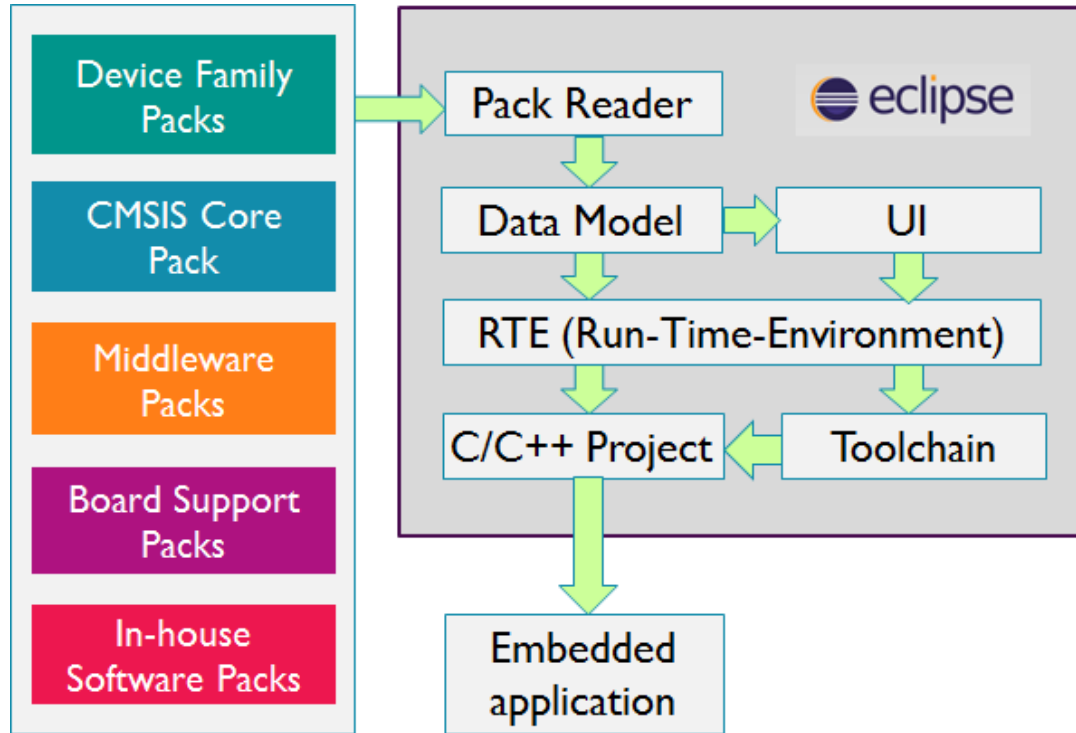 Device Family
Packs
CMSIS Core
Pack
Middleware
Packs
Board Support
Packs
In-house
Software Packs
eclipse
Pack Reader
Data Model
UI
RTE (Run-Time-Environment)
C/C++ Project
Toolchain
Embedded
application